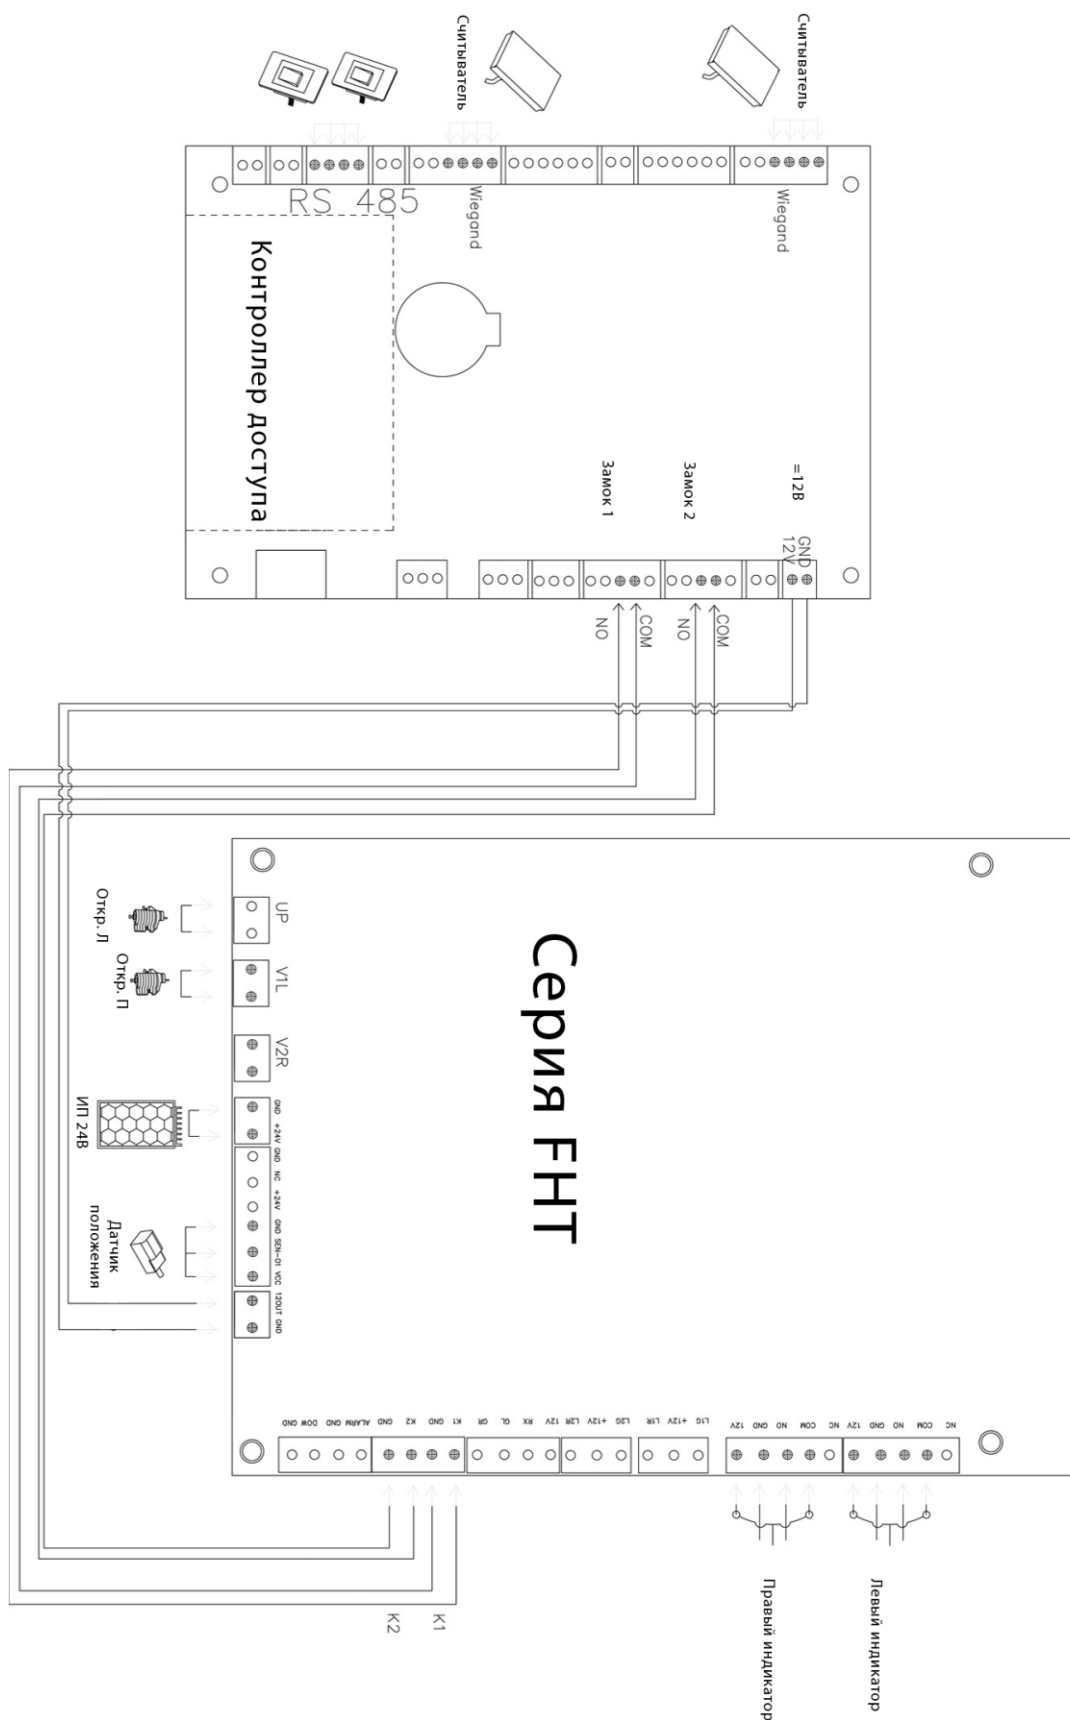 Считыватель
Считыватель
RS 485
Wiegand
Wiegand
Контроллер доступа
Замок 1
Замок 2
=12В
12V
GND
NO
COM
NO
COM
Серия FHT
UP
V1L
V2R
Откр. Л
Откр. П
ИП 24В
Датчик
положения
GND
+24V
GND
NC
+24V
GND
SEN-01
VCC
12OUT
GND
GND
DOW
GND
ALARM
GND
K2
GND
K1
GR
GL
RX
12V
L2R
+12V
L2G
L1R
+12V
L1G
12V
GND
NO
COM
NC
12V
GND
NO
COM
NC
K2
K1
Правый индикатор
Левый индикатор